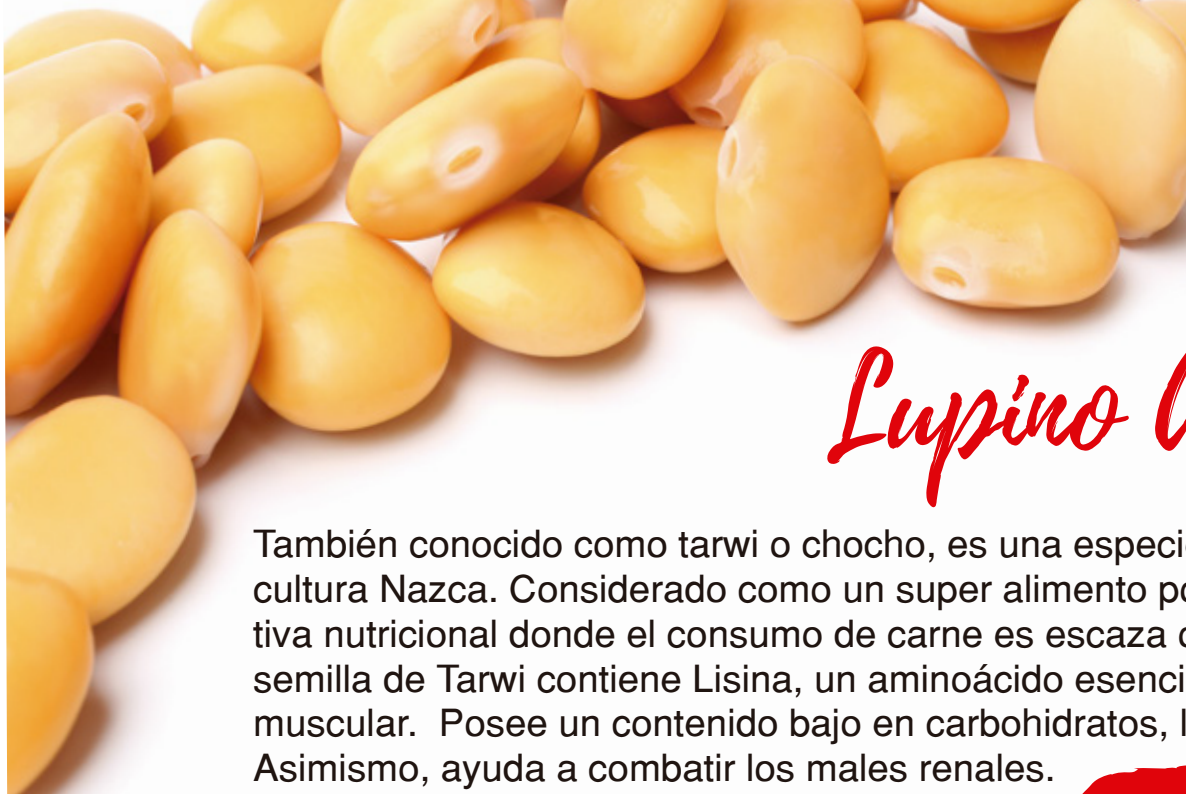 Lupino
También conocido como tarwi o chocho, es una especi
cultura Nazca. Considerado como un super alimento po
tiva nutricional donde el consumo de carne es escaza
semilla de Tarwi contiene Lisina, un aminoácido esenci
muscular.  Posee un contenido bajo en carbohidratos, l
Asimismo, ayuda a combatir los males renales.